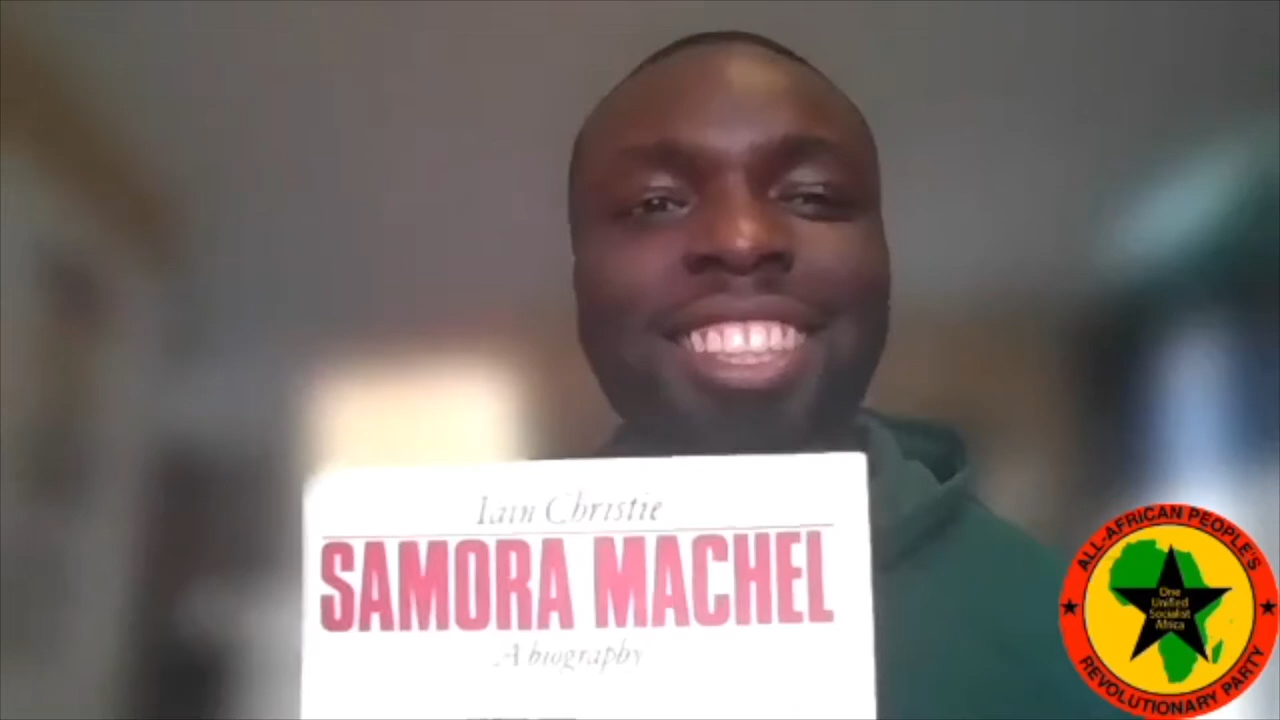 Iain Christie
SAMORA MACHEL
A biography
ALL-AFRICAN PEOPLE'S
One
Unified
Socialist
Africa
REVOLUTIONARY PARTY